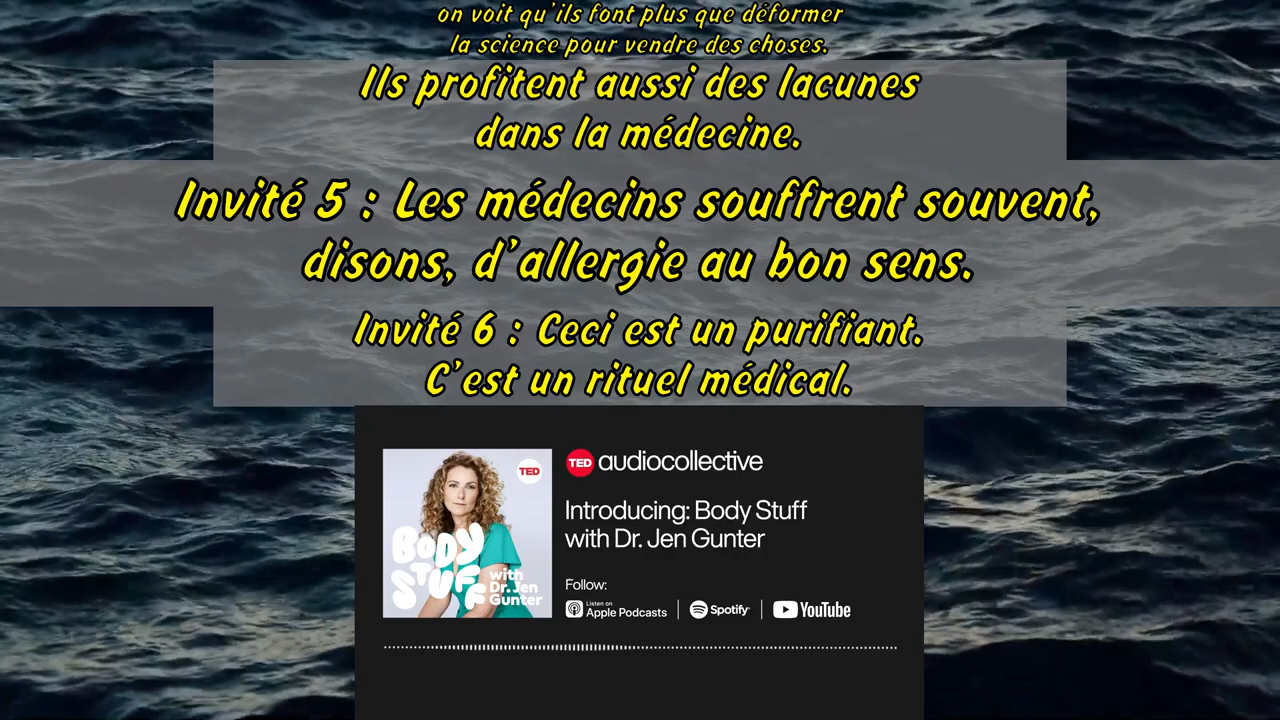 on voit qu'ils font plus que déformer
la science pour vendre des choses.
Ils profitent aussi des lacunes
dans la médecine.
Invité 5 : Les médecins souffrent souvent,
disons, d'allergie au bon sens.
Invité 6 : Ceci est un purifiant.
C'est un rituel médical.
TED
TED audiocollective
Introducing: Body Stuff
with Dr. Jen Gunter
BODY
STUFF
with
Dr. Jen
Gunter
Follow:
Listen on
Apple Podcasts
Spotify
YouTube